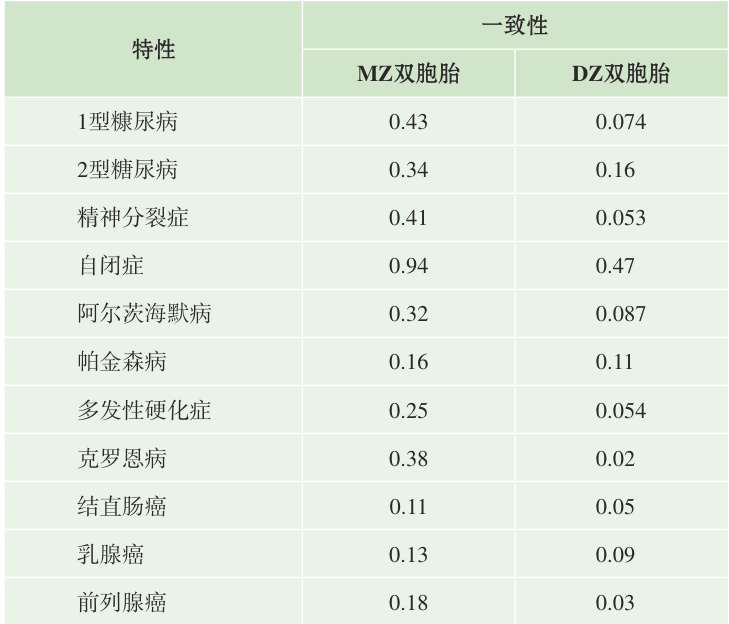 特性 一致性
MZ双胞胎 DZ双胞胎
1型糠尿病 0.43 0.074
2型糖尿病 0.34 0.16
精神分裂症 0.41 0.053
自闭症 0.94 0.47
阿尔茨海默病 0.32 0.087
帕金森病 0.16 0.11
多发性硬化症 0.25 0.054
克罗恩病 0.38 0.02
结直肠癌 0.11 0.05
乳腺癌 0.13 0.09
前列腺癌 0.18 0.03